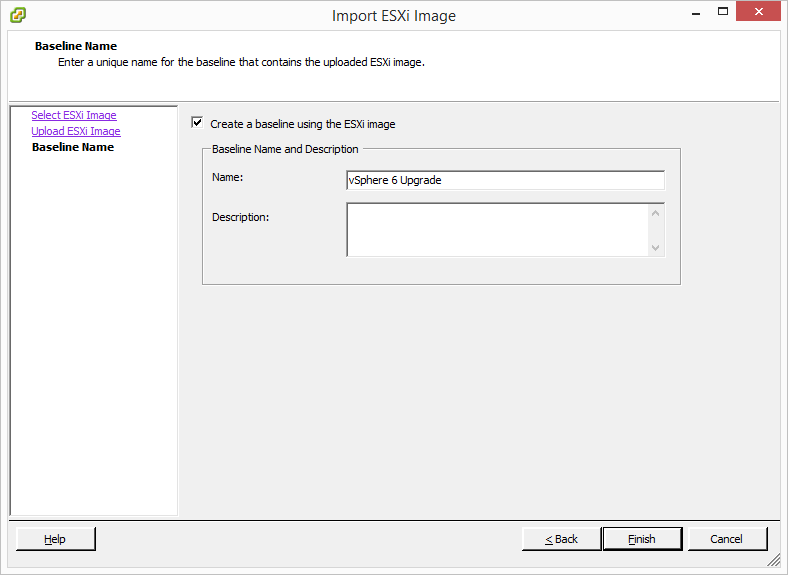 Import ESXi Image
Baseline Name
Enter a unique name for the baseline that contains the uploaded ESXi image.
Select ESXi Image
Upload ESXi Image
Baseline Name
Create a baseline using the ESXi image
Baseline Name and Description
Name:
vSphere 6 Upgrade
Description:
Help
< Back
Finish
Cancel